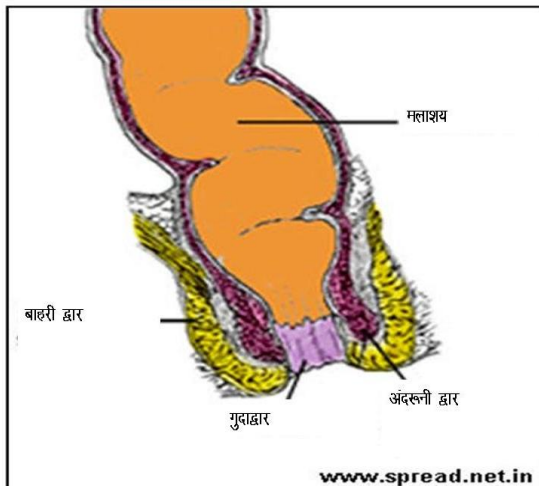 मलाशय
बाहरी द्वार
अंदरूनी द्वार
गुदाद्वार
www.spread.net.in